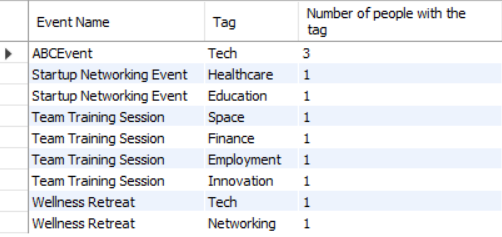 Event Name Tag Number of people with the tag
ABCEvent Tech 3
Startup Networking Event Healthcare 1
Startup Networking Event Education 1
Team Training Session Space 1
Team Training Session Finance 1
Team Training Session Employment 1
Team Training Session Innovation 1
Wellness Retreat Tech 1
Wellness Retreat Networking 1